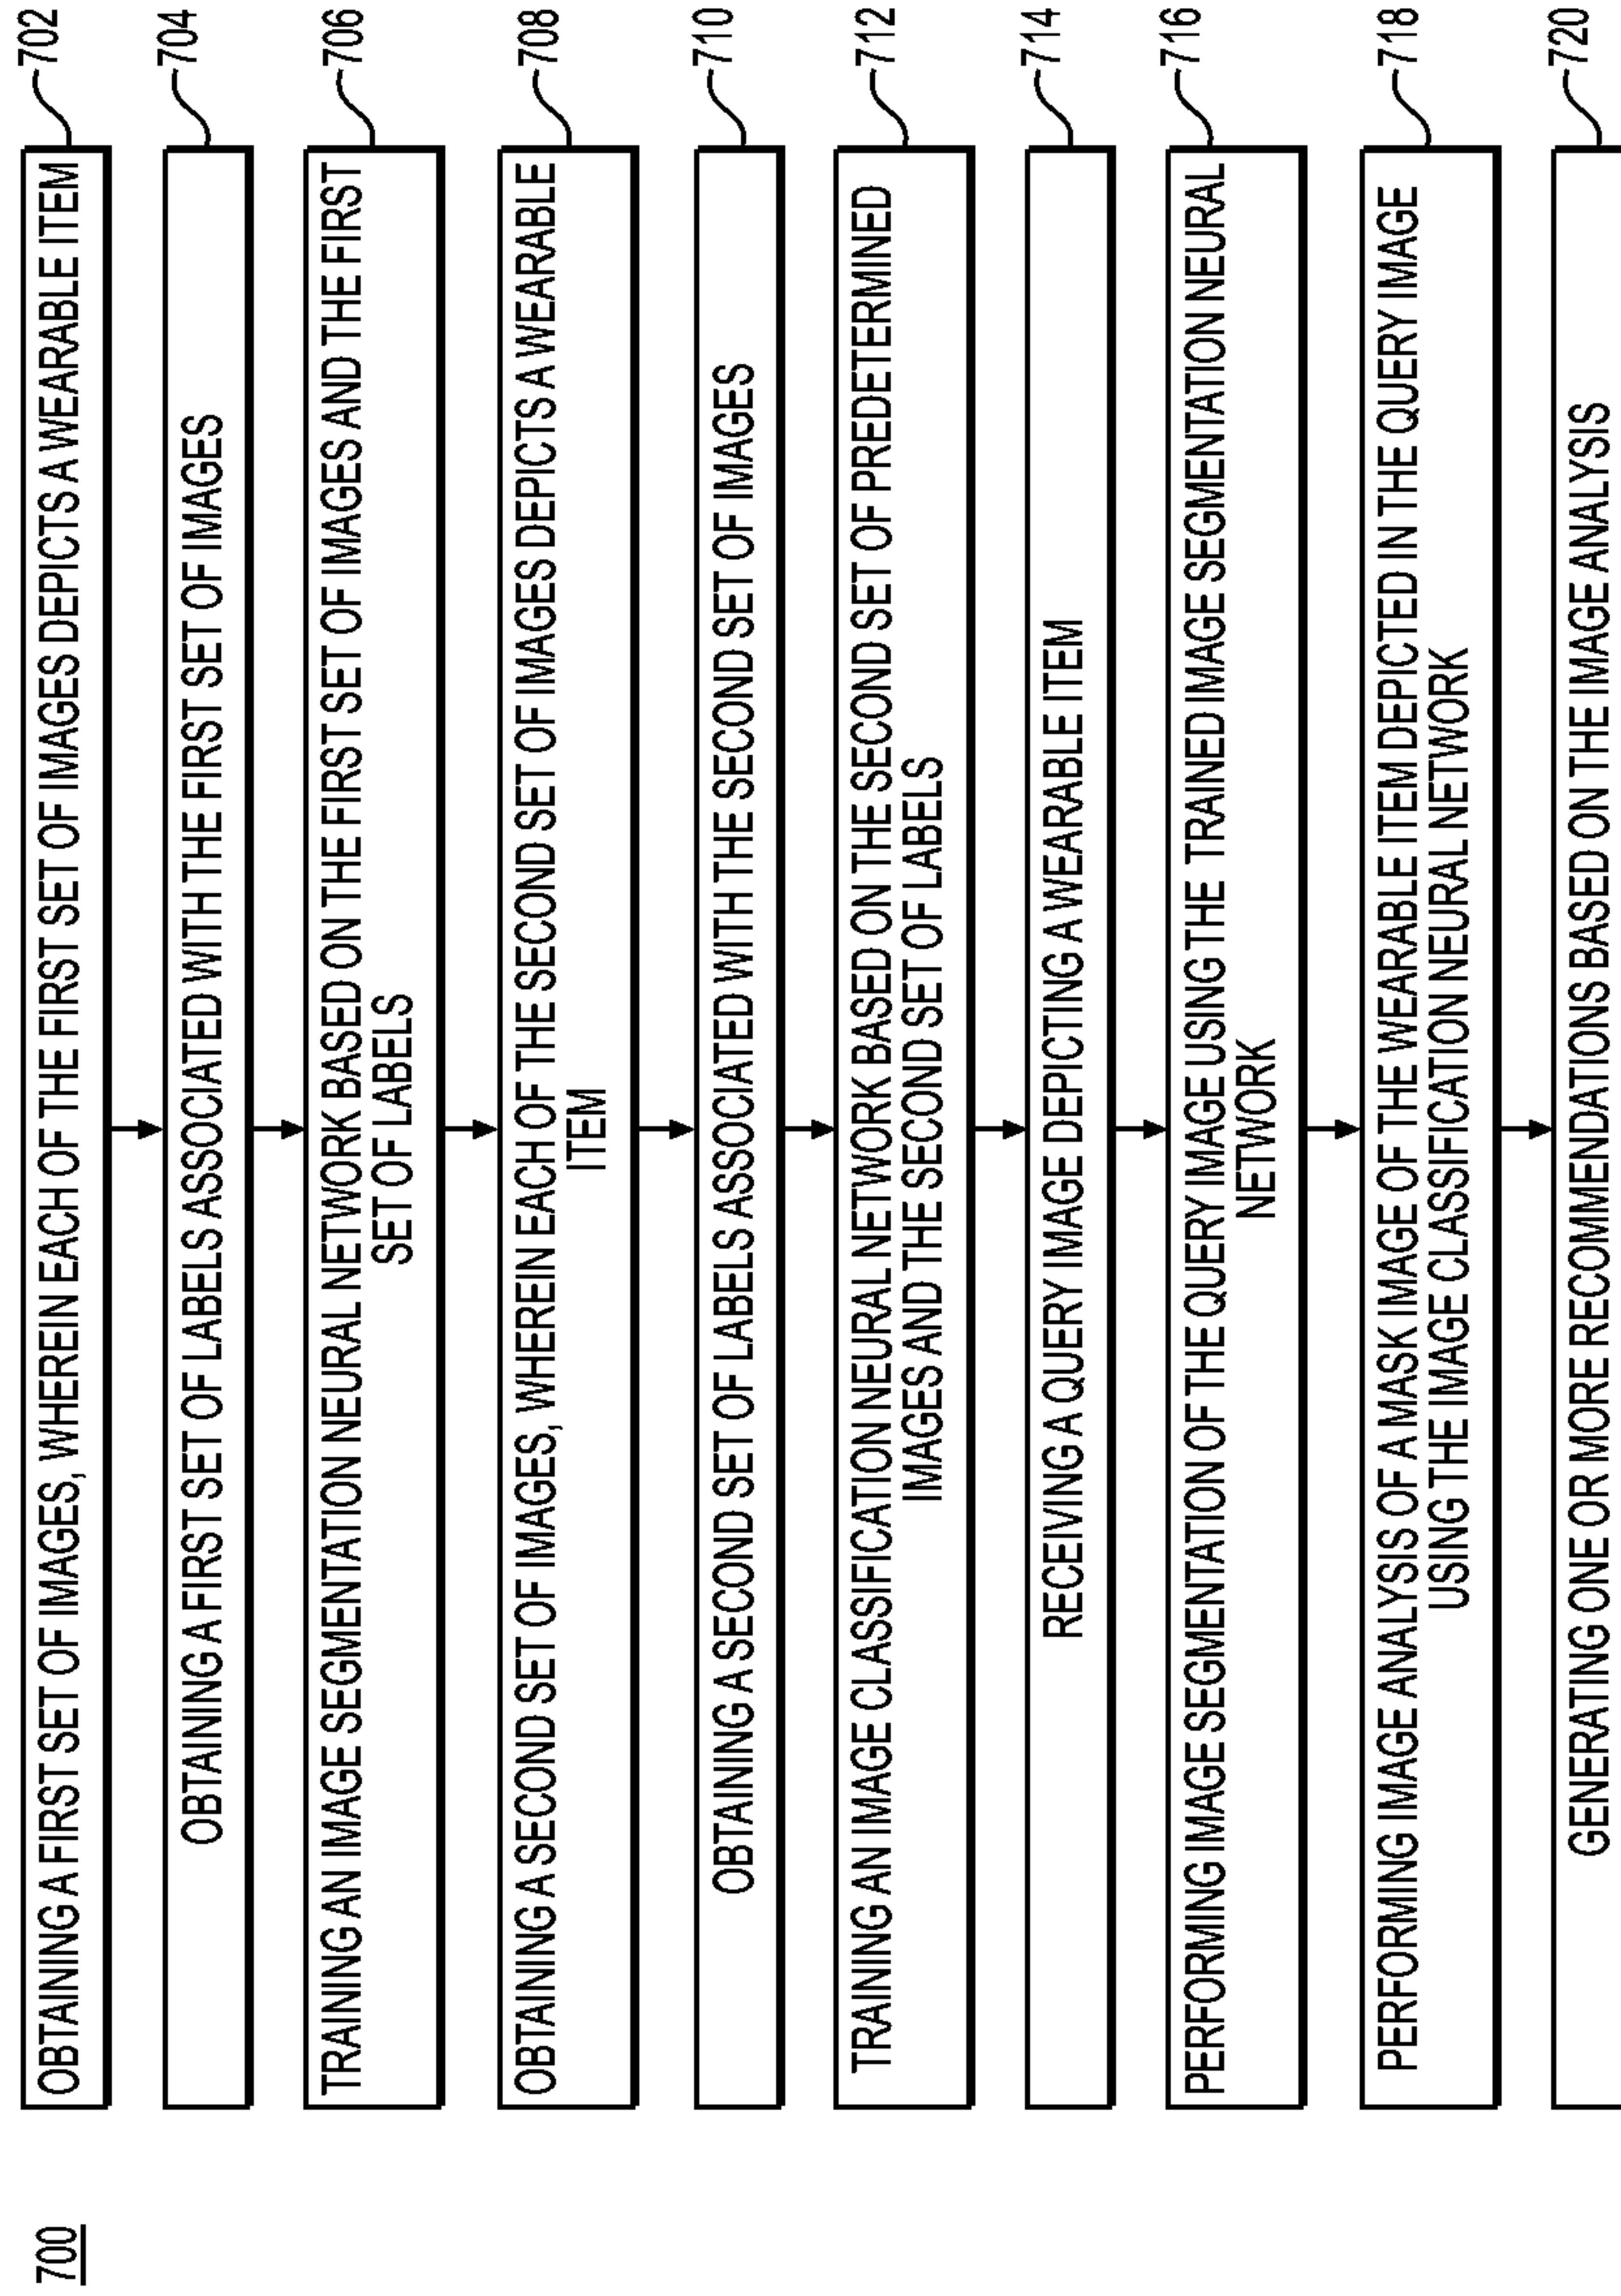 700
OBTAINING A FIRST SET OF IMAGES, WHEREIN EACH OF THE FIRST SET OF IMAGES DEPICTS A WEARABLE ITEM
702
OBTAINING A FIRST SET OF LABELS ASSOCIATED WITH THE FIRST SET OF IMAGES
704
TRAINING AN IMAGE SEGMENTATION NEURAL NETWORK BASED ON THE FIRST SET OF IMAGES AND THE FIRST
SET OF LABELS
706
OBTAINING A SECOND SET OF IMAGES, WHEREIN EACH OF THE SECOND SET OF IMAGES DEPICTS A WEARABLE
ITEM
708
OBTAINING A SECOND SET OF LABELS ASSOCIATED WITH THE SECOND SET OF IMAGES
710
TRAINING AN IMAGE CLASSIFICATION NEURAL NETWORK BASED ON THE SECOND SET OF PREDETERMINED
IMAGES AND THE SECOND SET OF LABELS
712
RECEIVING A QUERY IMAGE DEPICTING A WEARABLE ITEM
714
PERFORMING IMAGE SEGMENTATION OF THE QUERY IMAGE USING THE TRAINED IMAGE SEGMENTATION NEURAL
NETWORK
716
PERFORMING IMAGE ANALYSIS OF A MASK IMAGE OF THE WEARABLE ITEM DEPICTED IN THE QUERY IMAGE
USING THE IMAGE CLASSIFICATION NEURAL NETWORK
718
GENERATING ONE OR MORE RECOMMENDATIONS BASED ON THE IMAGE ANALYSIS
720